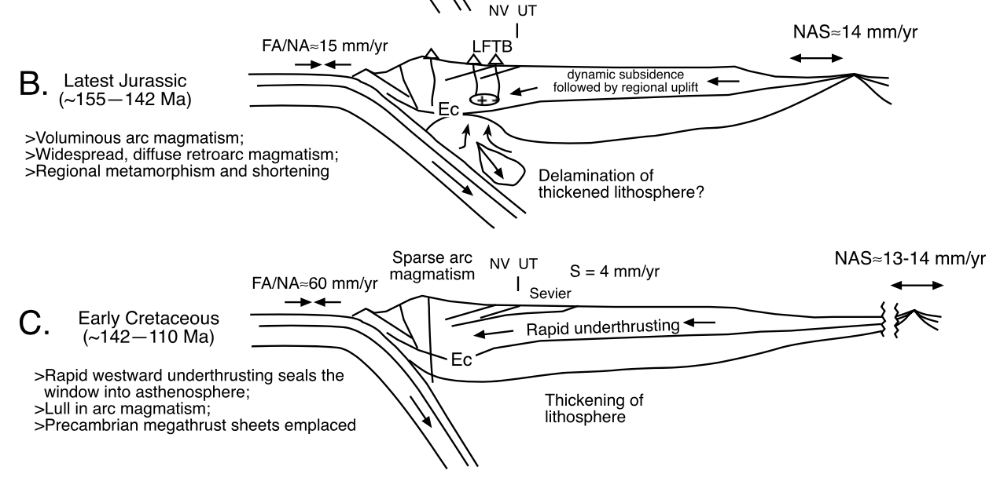 NV UT
FA/NA≈15 mm/yr
LFTB
NAS≈14 mm/yr
B. Latest Jurassic
(~155—142 Ma)
dynamic subsidence
followed by regional uplift
Ec
>Voluminous arc magmatism;
>Widespread, diffuse retroarc magmatism;
>Regional metamorphism and shortening
Delamination of
thickened lithosphere?
Sparse arc
magmatism
NV UT
S = 4 mm/yr
NAS≈13-14 mm/yr
FA/NA≈60 mm/yr
Sevier
C. Early Cretaceous
(~142—110 Ma)
Rapid underthrusting
Ec
>Rapid westward underthrusting seals the
window into asthenosphere;
>Lull in arc magmatism;
>Precambrian megathrust sheets emplaced
Thickening of
lithosphere